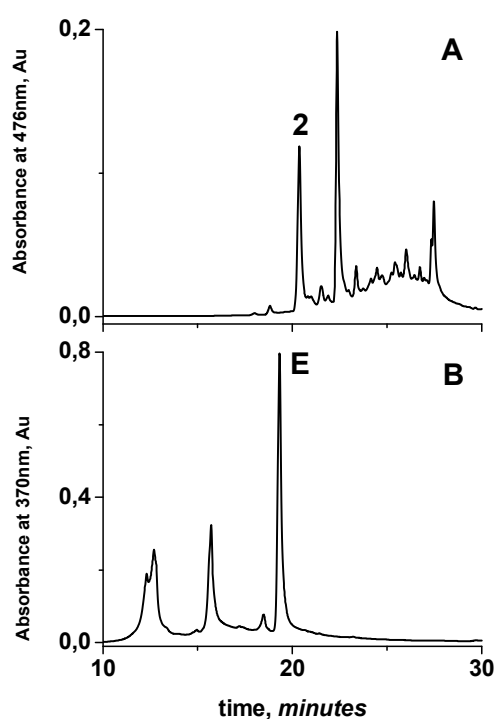 0,2
A
2
Absorbance at 476nm, Au
0,0
0,8
E
B
0,4
Absorbance at 370nm, Au
0,0
10 20 30
time, minutes